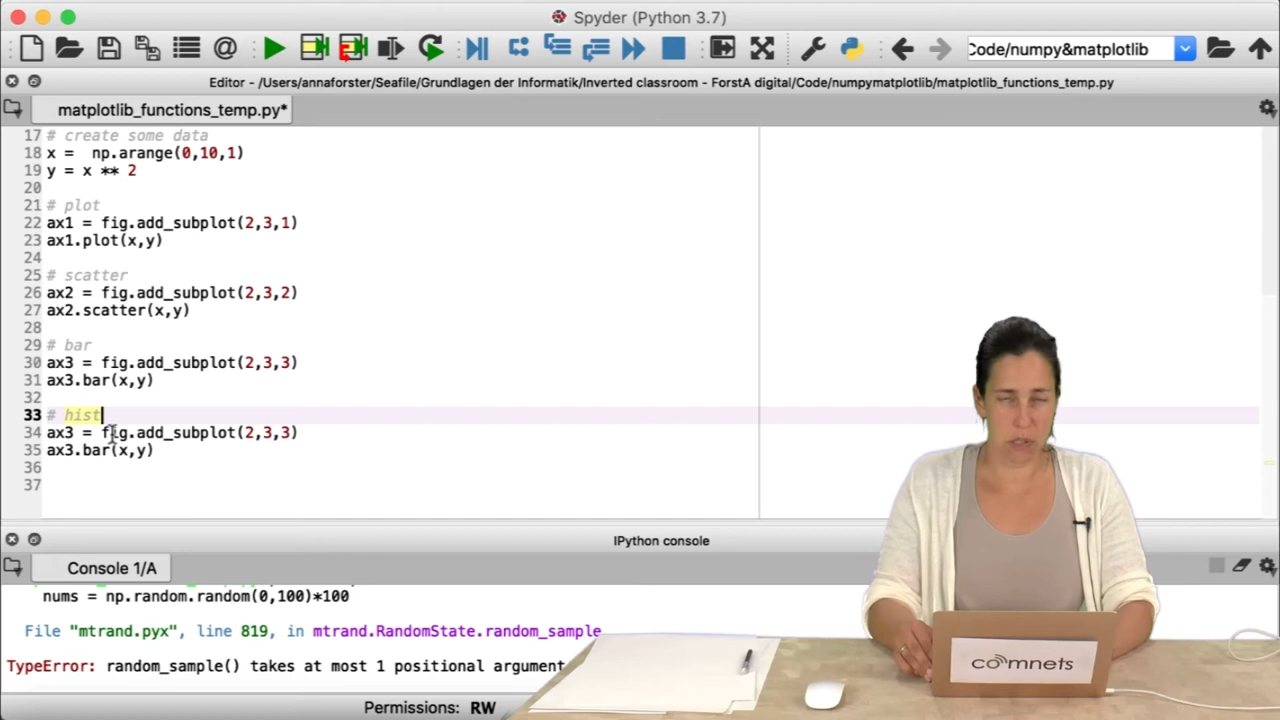 Spyder (Python 3.7)
Code/numpy&matplotlib
Editor - /Users/annaforster/Seafile/Grundlagen der Informatik/Inverted classroom - ForstA digital/Code/numpymatplotlib/matplotlib_functions_temp.py
matplotlib_functions_temp.py*
17 # create some data
18 x =  np.arange(0,10,1)
19 y = x ** 2
20
21 # plot
22 ax1 = fig.add_subplot(2,3,1)
23 ax1.plot(x,y)
24
25 # scatter
26 ax2 = fig.add_subplot(2,3,2)
27 ax2.scatter(x,y)
28
29 # bar
30 ax3 = fig.add_subplot(2,3,3)
31 ax3.bar(x,y)
32
33 # hist
34 ax3 = fig.add_subplot(2,3,3)
35 ax3.bar(x,y)
36
37
IPython console
Console 1/A
nums = np.random.random(0,100)*100
File "mtrand.pyx", line 819, in mtrand.RandomState.random_sample
TypeError: random_sample() takes at most 1 positional argument
Permissions: RW
comnets